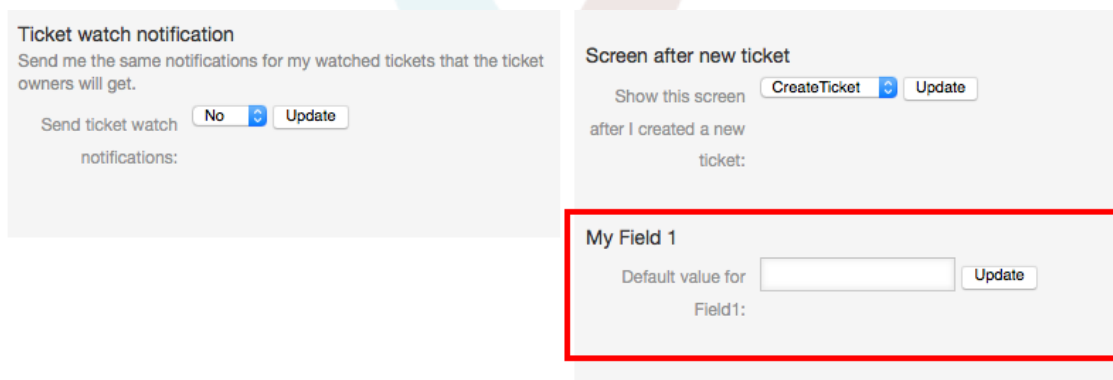 Ticket watch notification
Send me the same notifications for my watched tickets that the ticket
owners will get.
Send ticket watch
notifications:
No
Update
Screen after new ticket
Show this screen
after I created a new
ticket:
CreateTicket
Update
My Field 1
Default value for
Field1:
Update